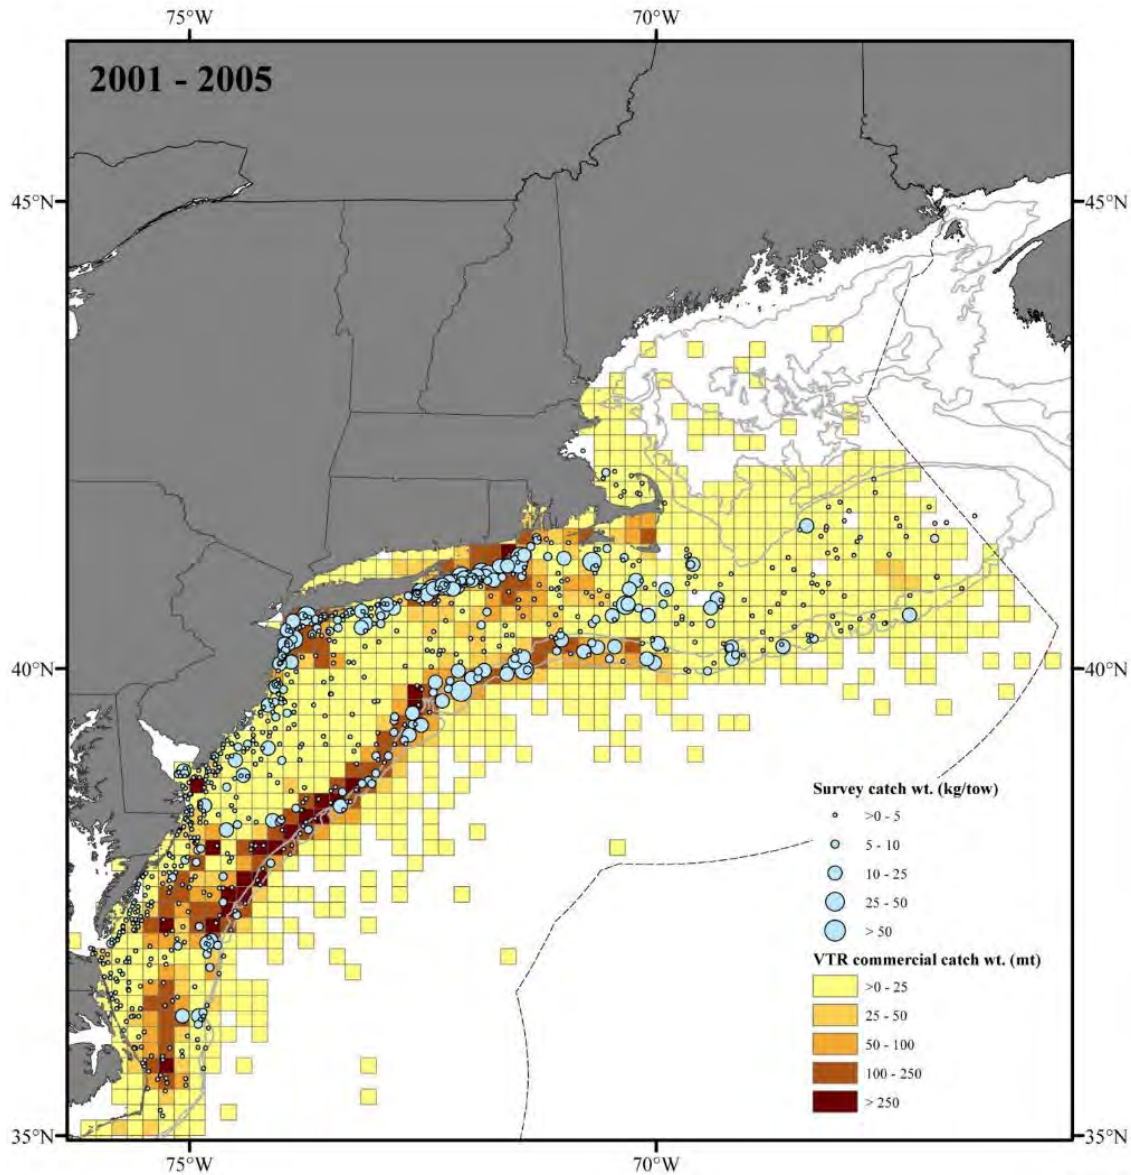 75°W 70°W
2001 - 2005
45°N 45°N
40°N 40°N
Survey catch wt. (kg/tow)
>0 - 5
5 - 10
10 - 25
25 - 50
> 50
VTR commercial catch wt. (mt)
>0 - 25
25 - 50
50 - 100
100 - 250
> 250
35°N 35°N
75°W 70°W